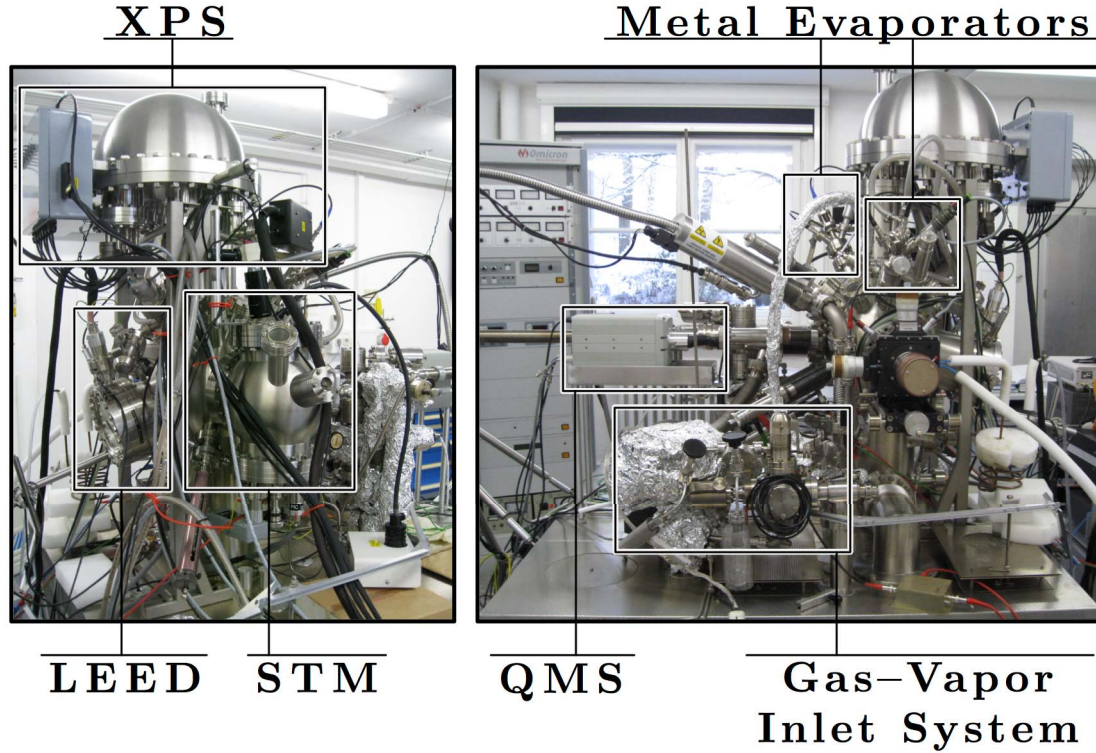 XPS
Metal Evaporators
Omicron
LEED
STM
QMS
Gas–Vapor
Inlet System